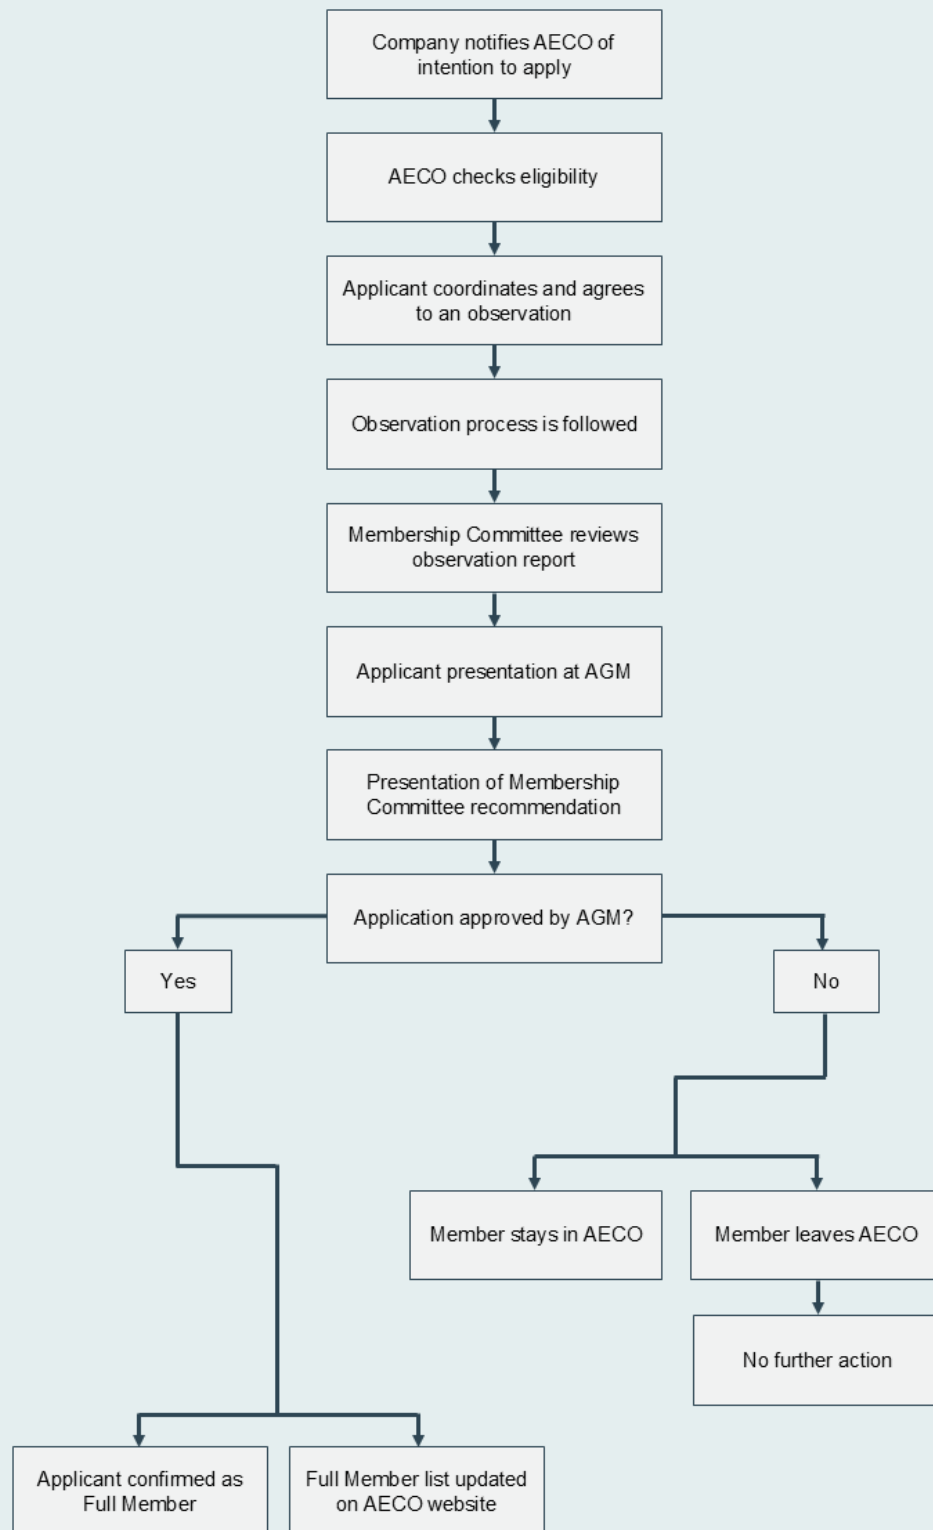 Company notifies AECO of
intention to apply
AECO checks eligibility
Applicant coordinates and agrees
to an observation
Observation process is followed
Membership Committee reviews
observation report
Applicant presentation at AGM
Presentation of Membership
Committee recommendation
Application approved by AGM?
Yes
No
Member stays in AECO
Member leaves AECO
No further action
Applicant confirmed as
Full Member
Full Member list updated
on AECO website